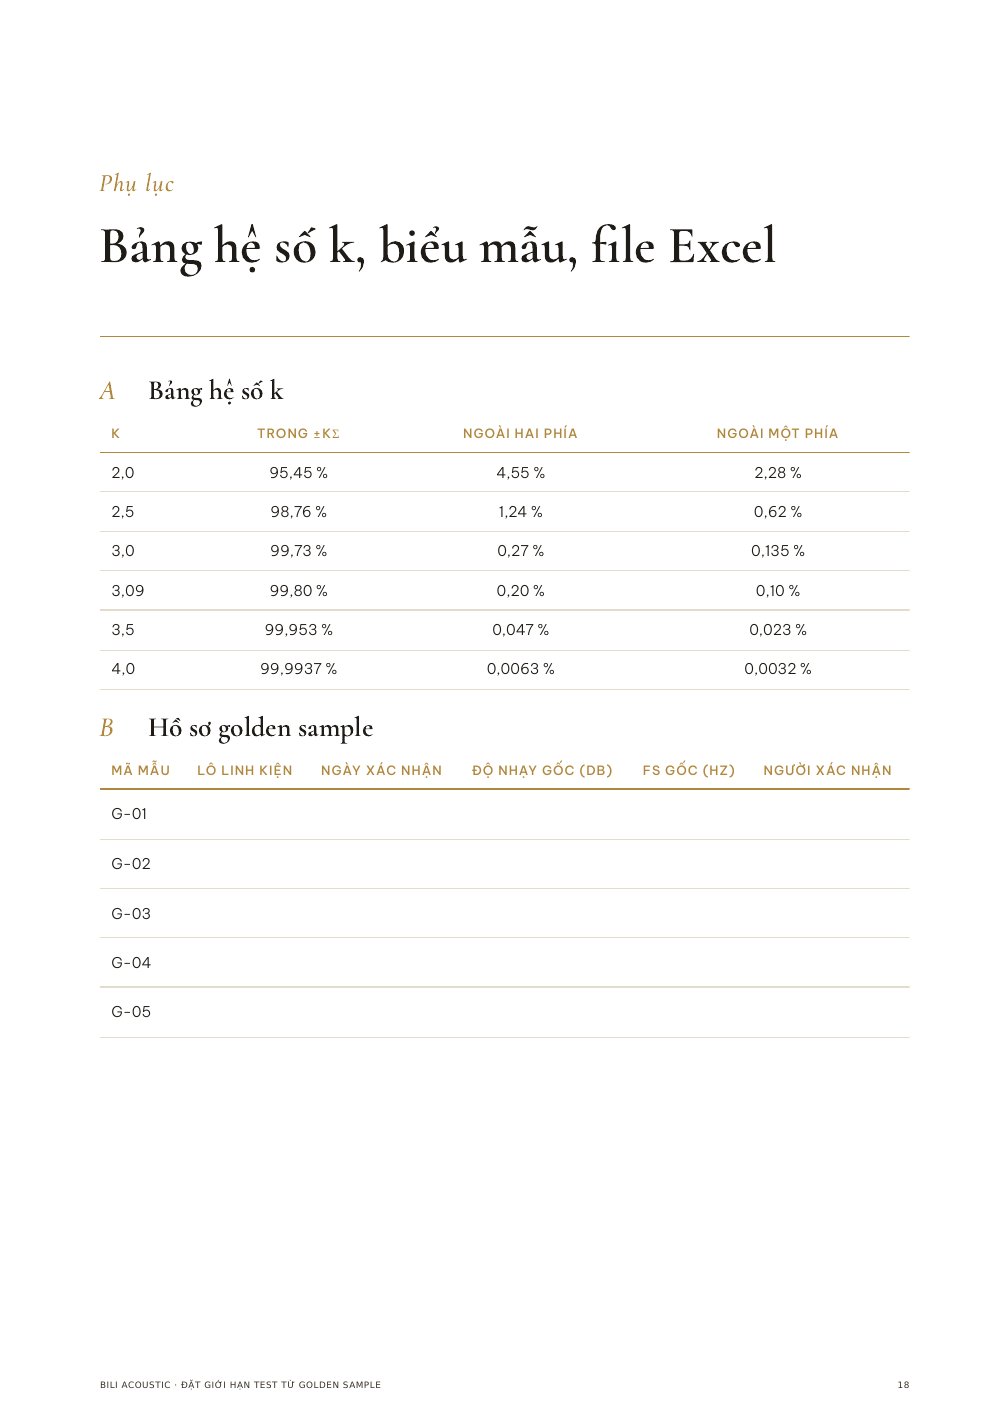 Phụ lục
Bảng hệ số k, biểu mẫu, file Excel
A Bảng hệ số k
K TRONG ±KΣ NGOÀI HAI PHÍA NGOÀI MỘT PHÍA
2,0 95,45 % 4,55 % 2,28 %
2,5 98,76 % 1,24 % 0,62 %
3,0 99,73 % 0,27 % 0,135 %
3,09 99,80 % 0,20 % 0,10 %
3,5 99,953 % 0,047 % 0,023 %
4,0 99,9937 % 0,0063 % 0,0032 %
B Hồ sơ golden sample
MÃ MẪU LÔ LINH KIỆN NGÀY XÁC NHẬN ĐỘ NHẠY GỐC (DB) FS GỐC (HZ) NGƯỜI XÁC NHẬN
G-01
G-02
G-03
G-04
G-05
BILI ACOUSTIC · ĐẶT GIỚI HẠN TEST TỪ GOLDEN SAMPLE 18